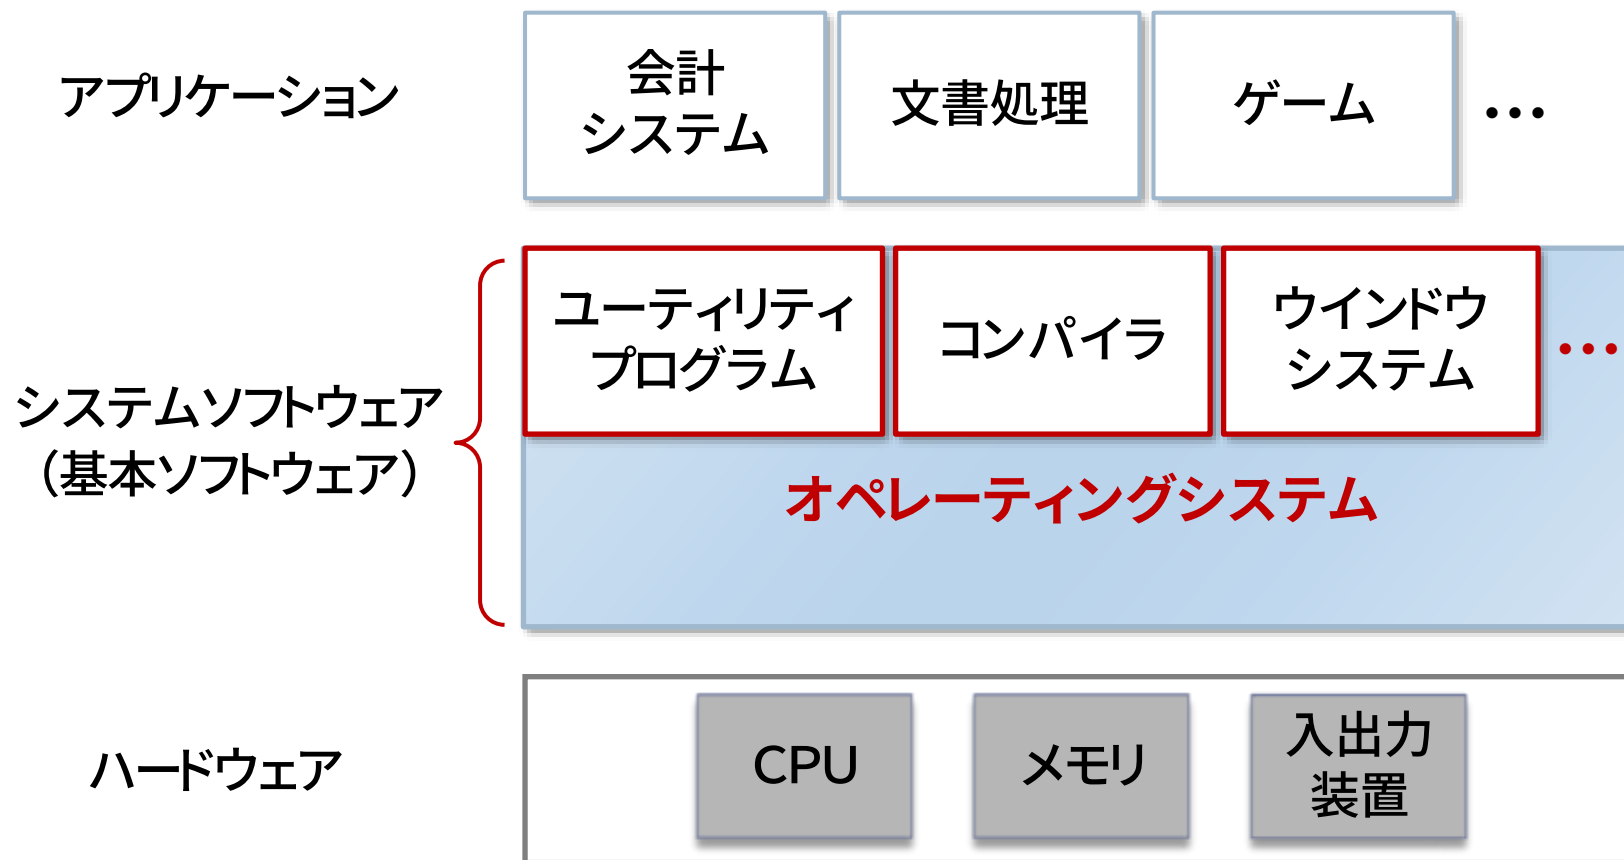 アプリケーション
会計
システム
文書処理
ゲーム
…
システムソフトウェア
（基本ソフトウェア）
ユーティリティ
プログラム
コンパイラ
ウインドウ
システム
…
オペレーティングシステム
ハードウェア
CPU
メモリ
入出力
装置